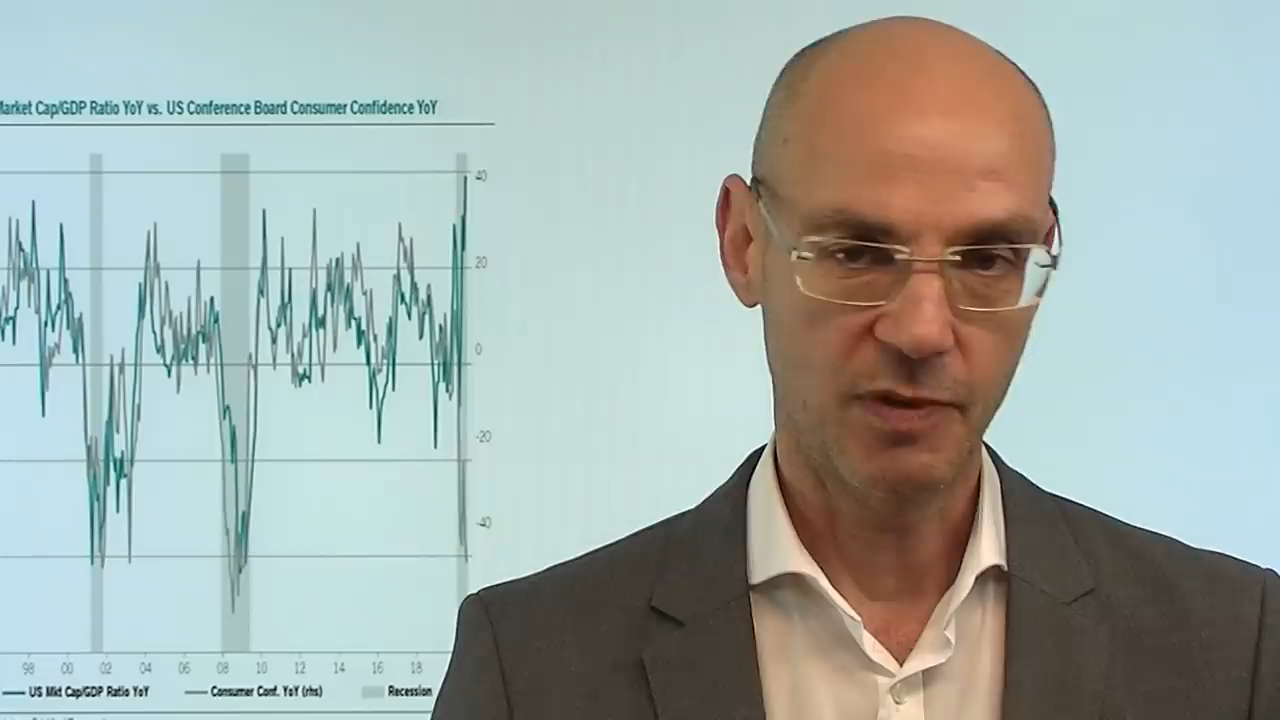 Market Cap/GDP Ratio YoY vs. US Conference Board Consumer Confidence YoY
40
20
0
-20
-40
98 00 02 04 06 08 10 12 14 16 18
US Mkt Cap/GDP Ratio YoY Consumer Conf. YoY (rhs) Recession